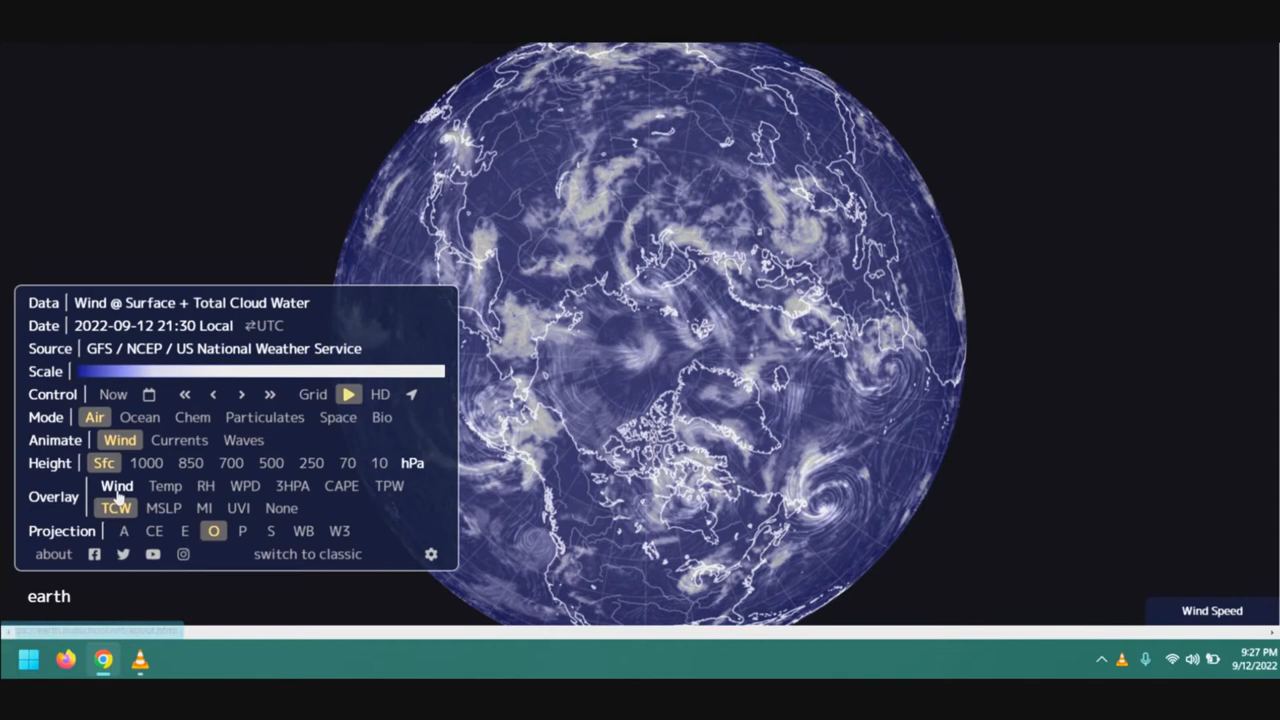 Data | Wind @ Surface + Total Cloud Water
Date | 2022-09-12 21:30 Local ⇄UTC
Source | GFS / NCEP / US National Weather Service
Scale |
Control | Now « ‹ › » Grid HD
Mode | Air Ocean Chem Particulates Space Bio
Animate | Wind Currents Waves
Height | Sfc 1000 850 700 500 250 70 10 hPa
Overlay | Wind Temp RH WPD 3HPA CAPE TPW
TCW MSLP MI UVI None
Projection | A CE E O P S WB W3
about switch to classic
earth
Wind Speed
9:27 PM
9/12/2022